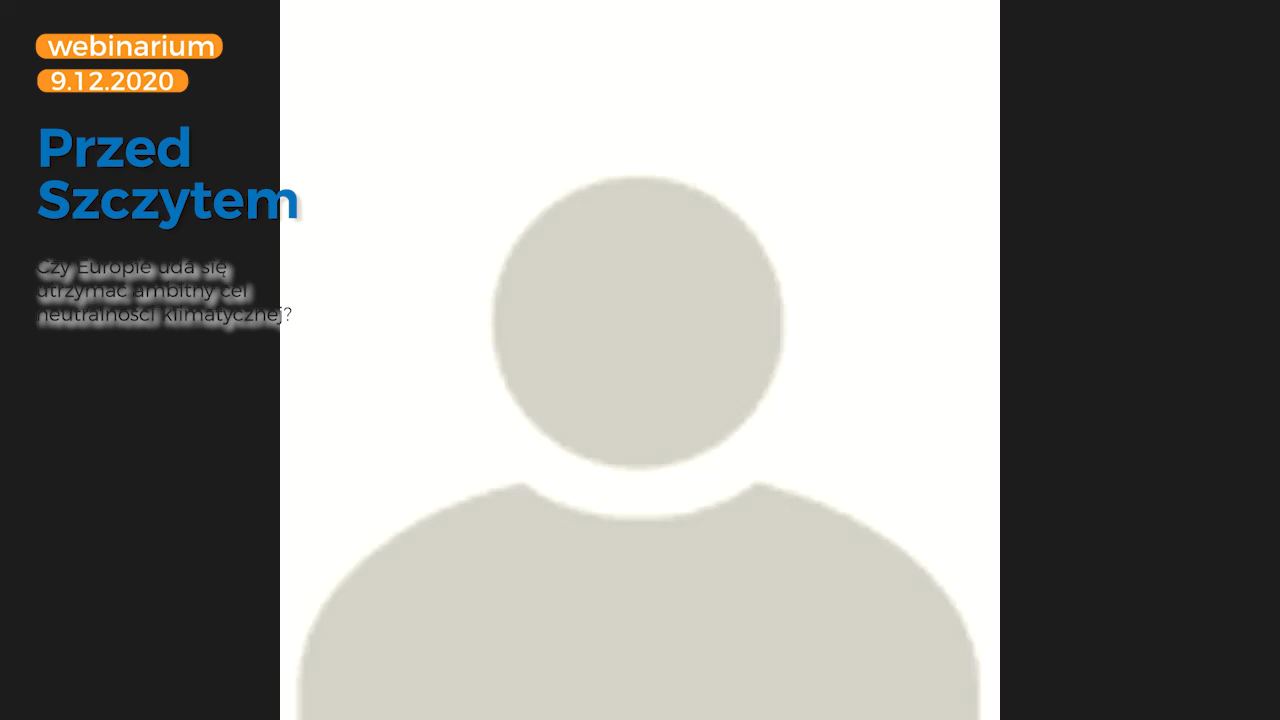 webinarium
9.12.2020
Przed
Szczytem
Czy Europie uda się
utrzymać ambitny cel
neutralności klimatycznej?